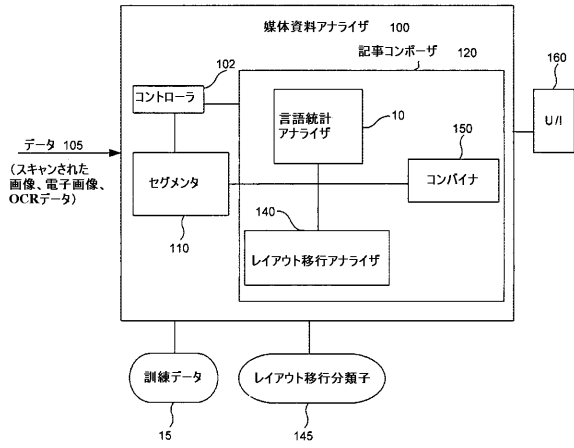 媒体資料アナライザ 100
記事コンポーザ 120
コントローラ
102
160
U/I
言語統計
アナライザ
10
データ 105
(スキャンされた
画像、電子画像、
OCRデータ)
セグメンタ
110
150
コンバイナ
140
レイアウト移行アナライザ
訓練データ
15
レイアウト移行分類子
145